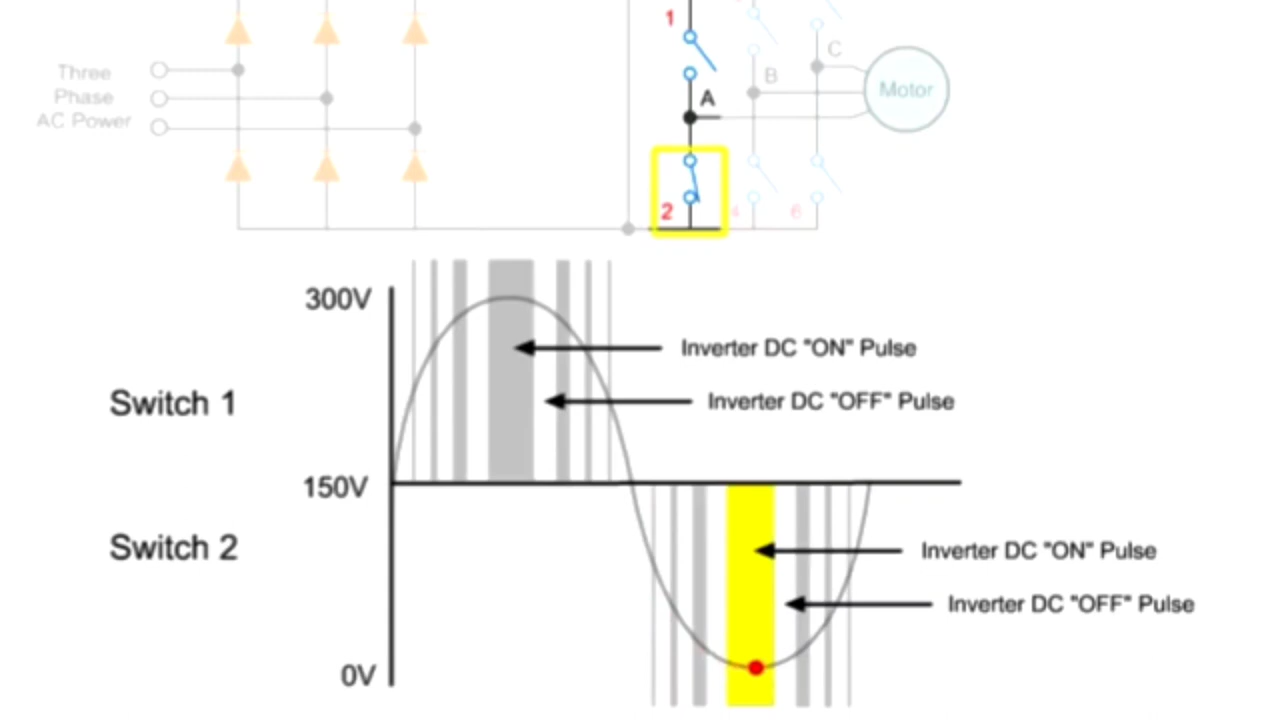 1
C
Three
Phase
AC Power
B
Motor
A
2
4
6
300V
Inverter DC "ON" Pulse
Switch 1
Inverter DC "OFF" Pulse
150V
Switch 2
Inverter DC "ON" Pulse
Inverter DC "OFF" Pulse
0V